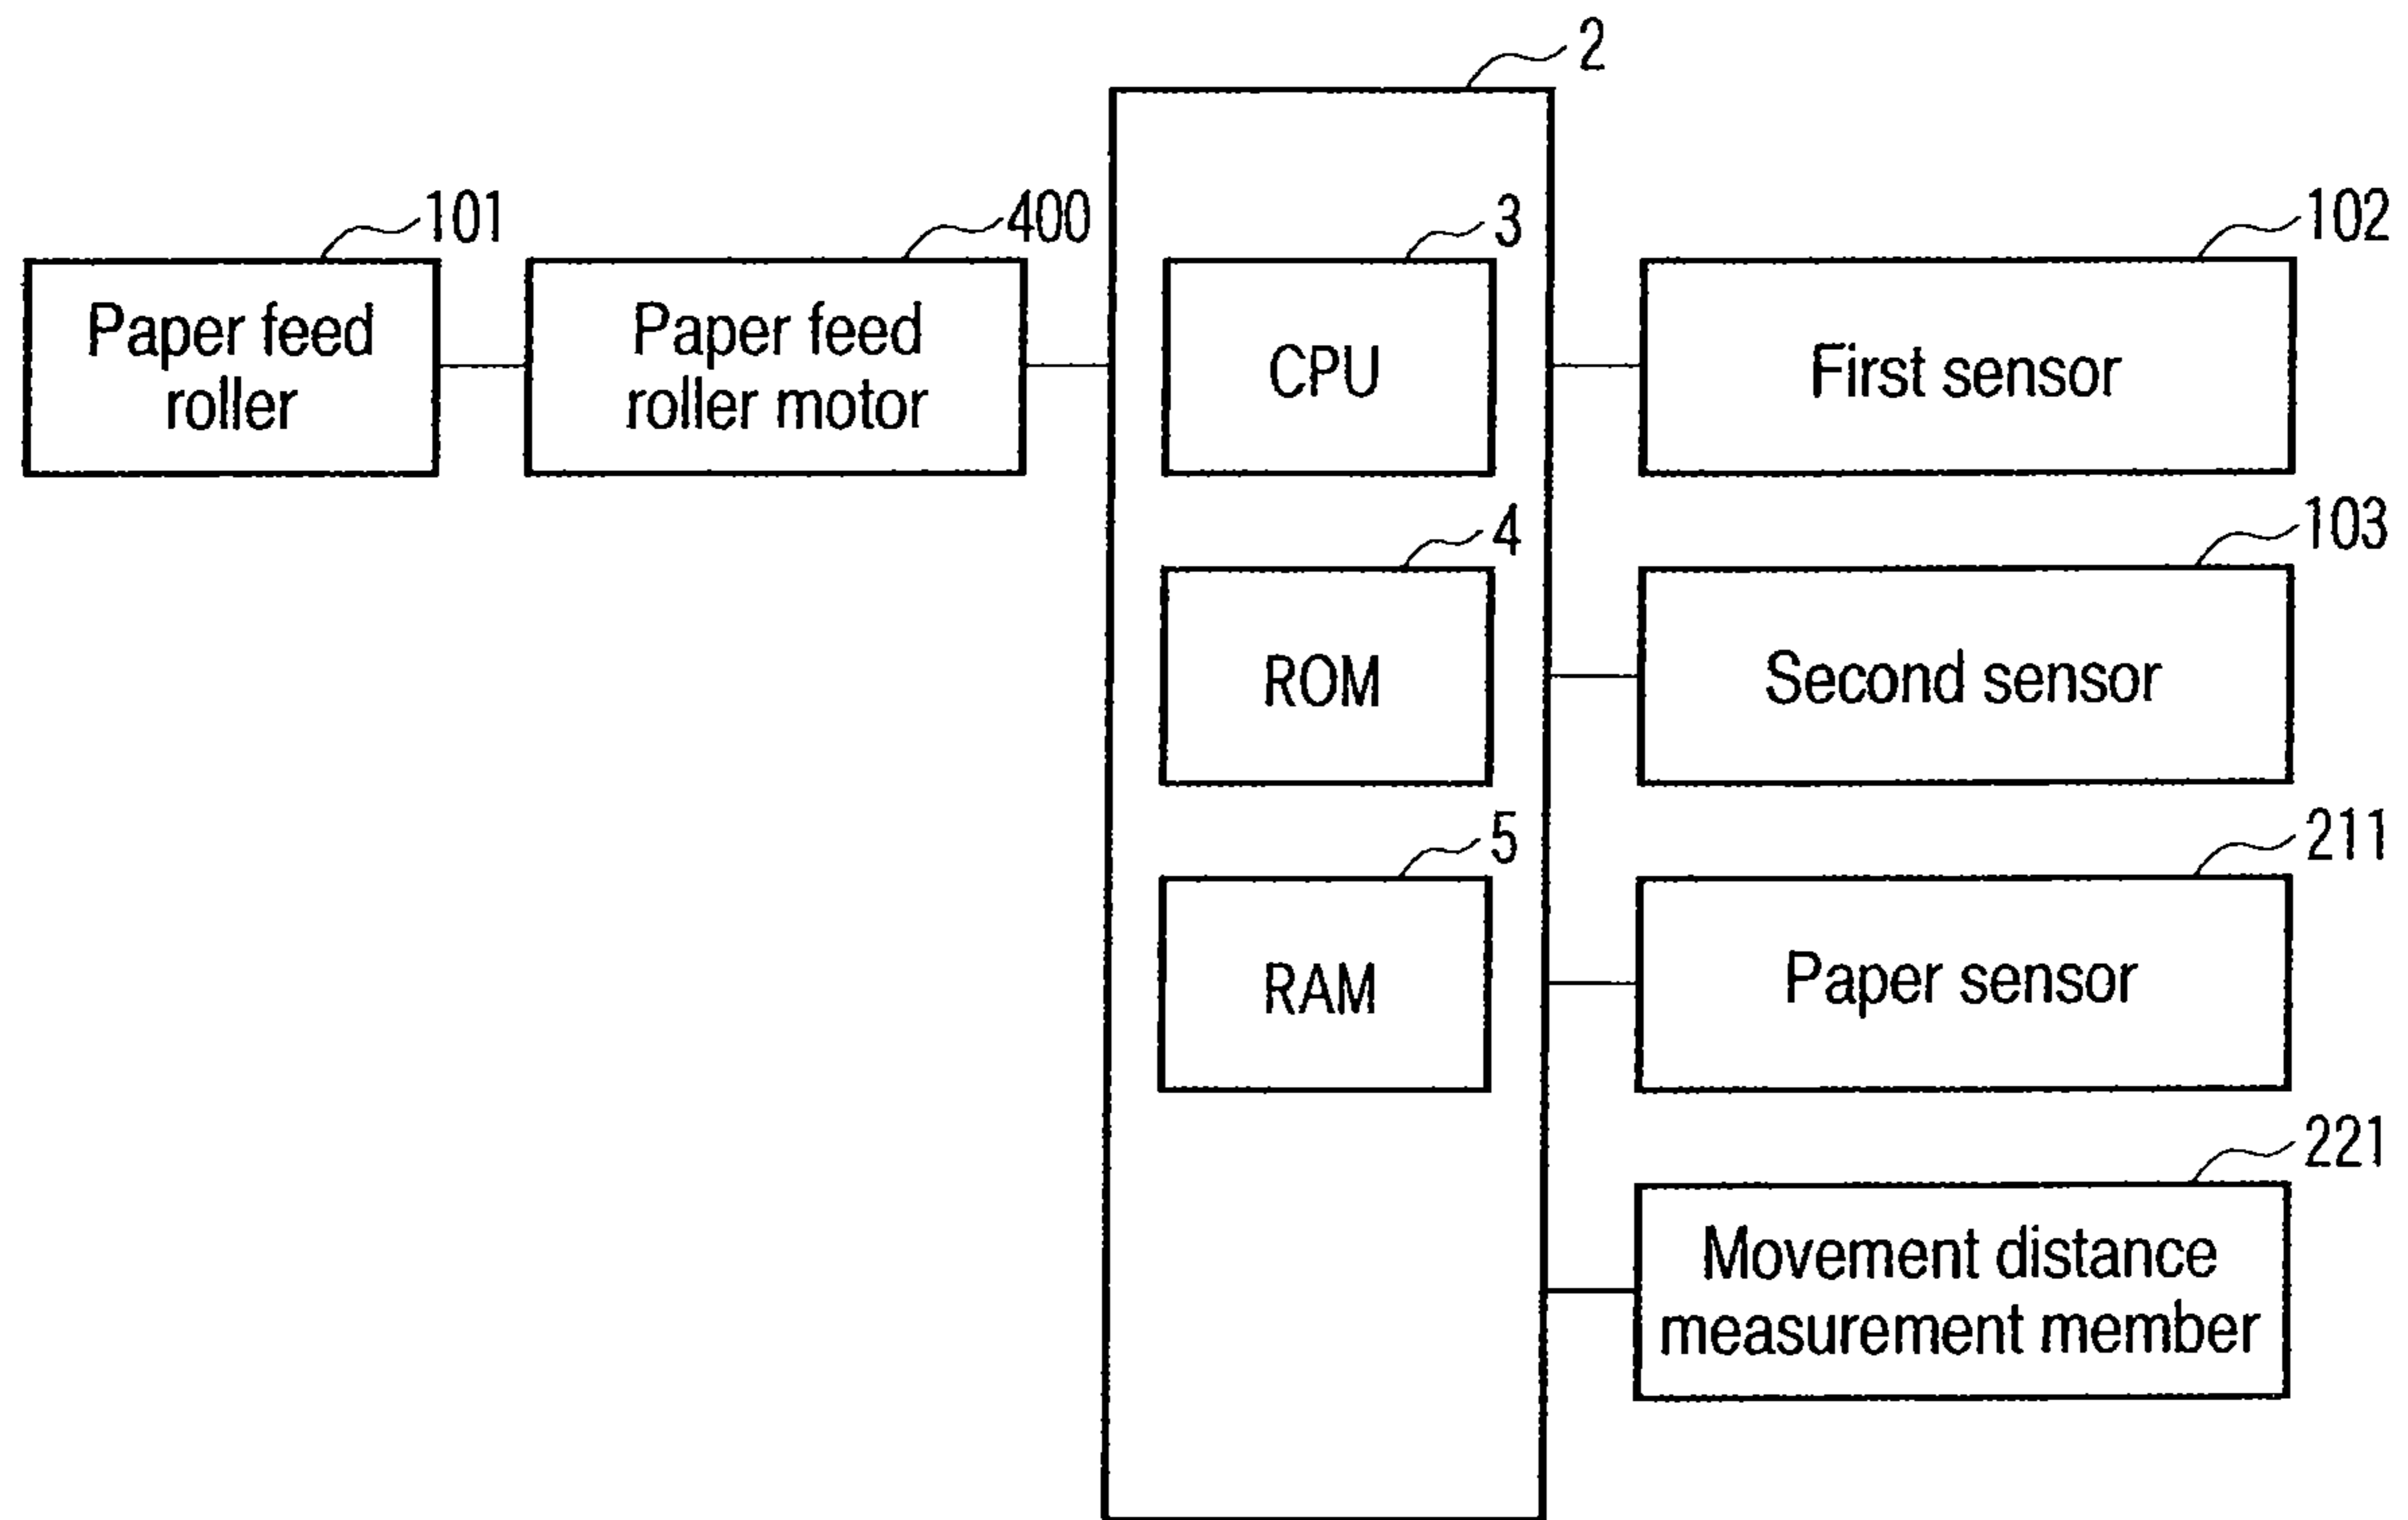 2
101
400
3
102
Paper feed
roller
Paper feed
roller motor
CPU
First sensor
4
103
ROM
Second sensor
5
211
RAM
Paper sensor
221
Movement distance
measurement member